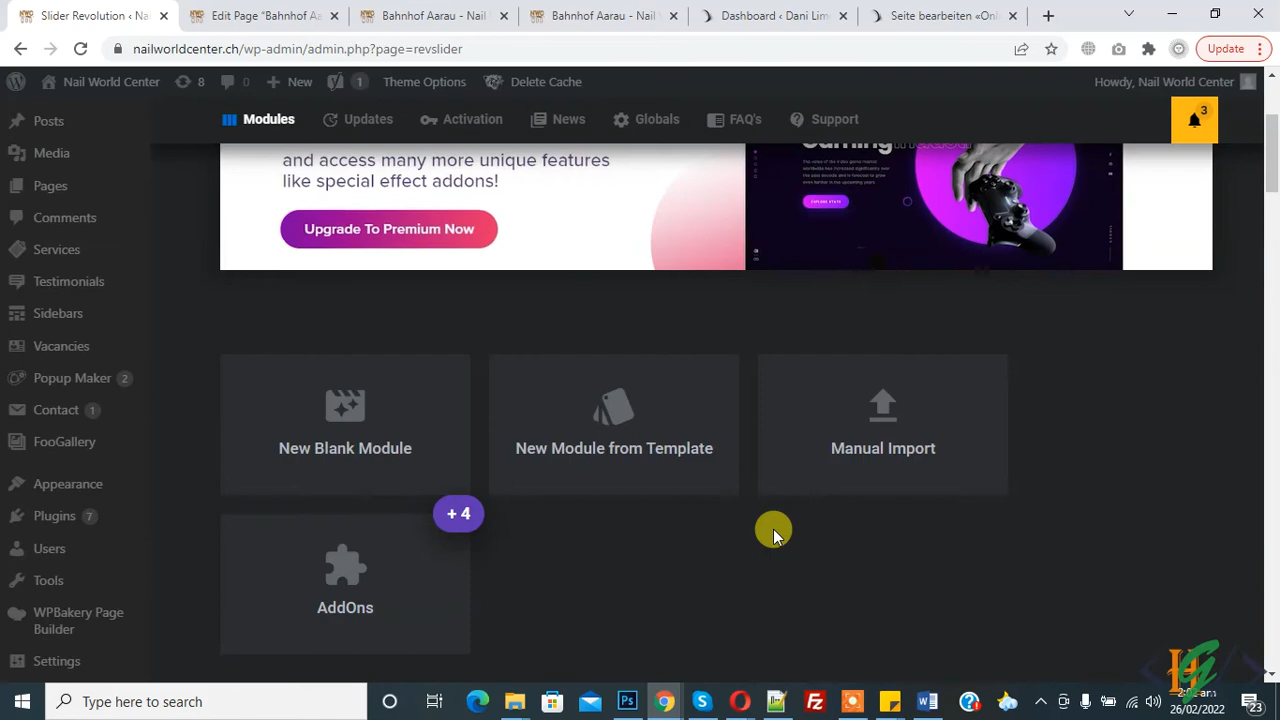 Slider Revolution ‹ Na
Edit Page “Bahnhof Aa
Bahnhof Aarau - Nail
Bahnhof Aarau - Nail
Dashboard ‹ Dani Lim
Seite bearbeiten «Onl
nailworldcenter.ch/wp-admin/admin.php?page=revslider
Update
Nail World Center
8
0
New
1
Theme Options
Delete Cache
Howdy, Nail World Center
Posts
Media
Pages
Comments
Services
Testimonials
Sidebars
Vacancies
Popup Maker 2
Contact 1
FooGallery
Appearance
Plugins 7
Users
Tools
WPBakery Page
Builder
Settings
Modules
Updates
Activation
News
Globals
FAQ's
Support
3
and access many more unique features
like special effect addons!
Upgrade To Premium Now
EXPLORE STATS
New Blank Module
New Module from Template
Manual Import
+ 4
AddOns
Type here to search
26/02/2022
23